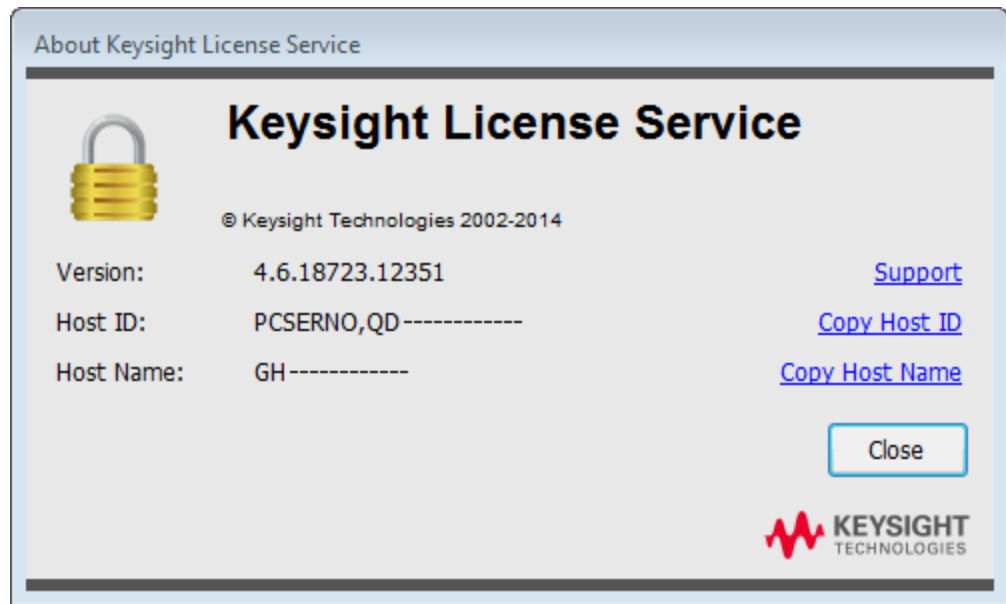 About Keysight License Service
Keysight License Service
© Keysight Technologies 2002-2014
Version: 4.6.18723.12351 Support
Host ID: PCSERNO,QD------------ Copy Host ID
Host Name: GH------------ Copy Host Name
Close
KEYSIGHT
TECHNOLOGIES